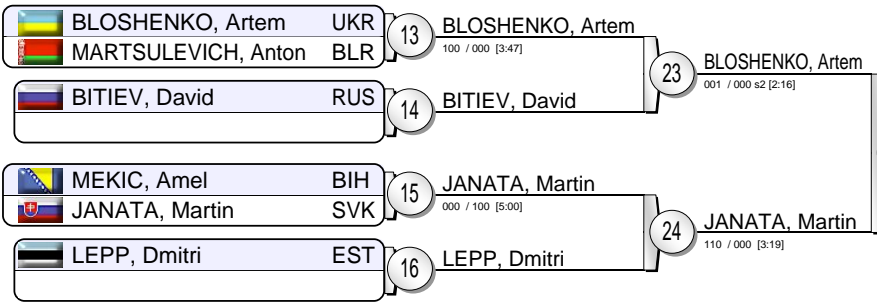 BLOSHENKO, Artem UKR
MARTSULEVICH, Anton BLR
13
BLOSHENKO, Artem
100 / 000 [3:47]
BITIEV, David RUS
14
BITIEV, David
23
BLOSHENKO, Artem
001 / 000 s2 [2:16]
MEKIC, Amel BIH
JANATA, Martin SVK
15
JANATA, Martin
000 / 100 [5:00]
LEPP, Dmitri EST
16
LEPP, Dmitri
24
JANATA, Martin
110 / 000 [3:19]